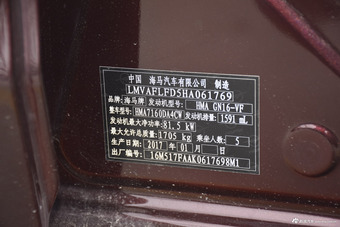 中国 海马汽车有限公司 制造
LMVAFLFD5HA061769
品牌:海马牌 发动机型号:HMA GN16-VF
整车型号:HMA7160DA4CW 发动机排量:1591 mL
发动机最大净功率:81.5 kW
最大允许总质量:1705 kg 乘坐人数:5
生产日期:2017 年 01 月
出厂编号:16M517FAAK0617698M1